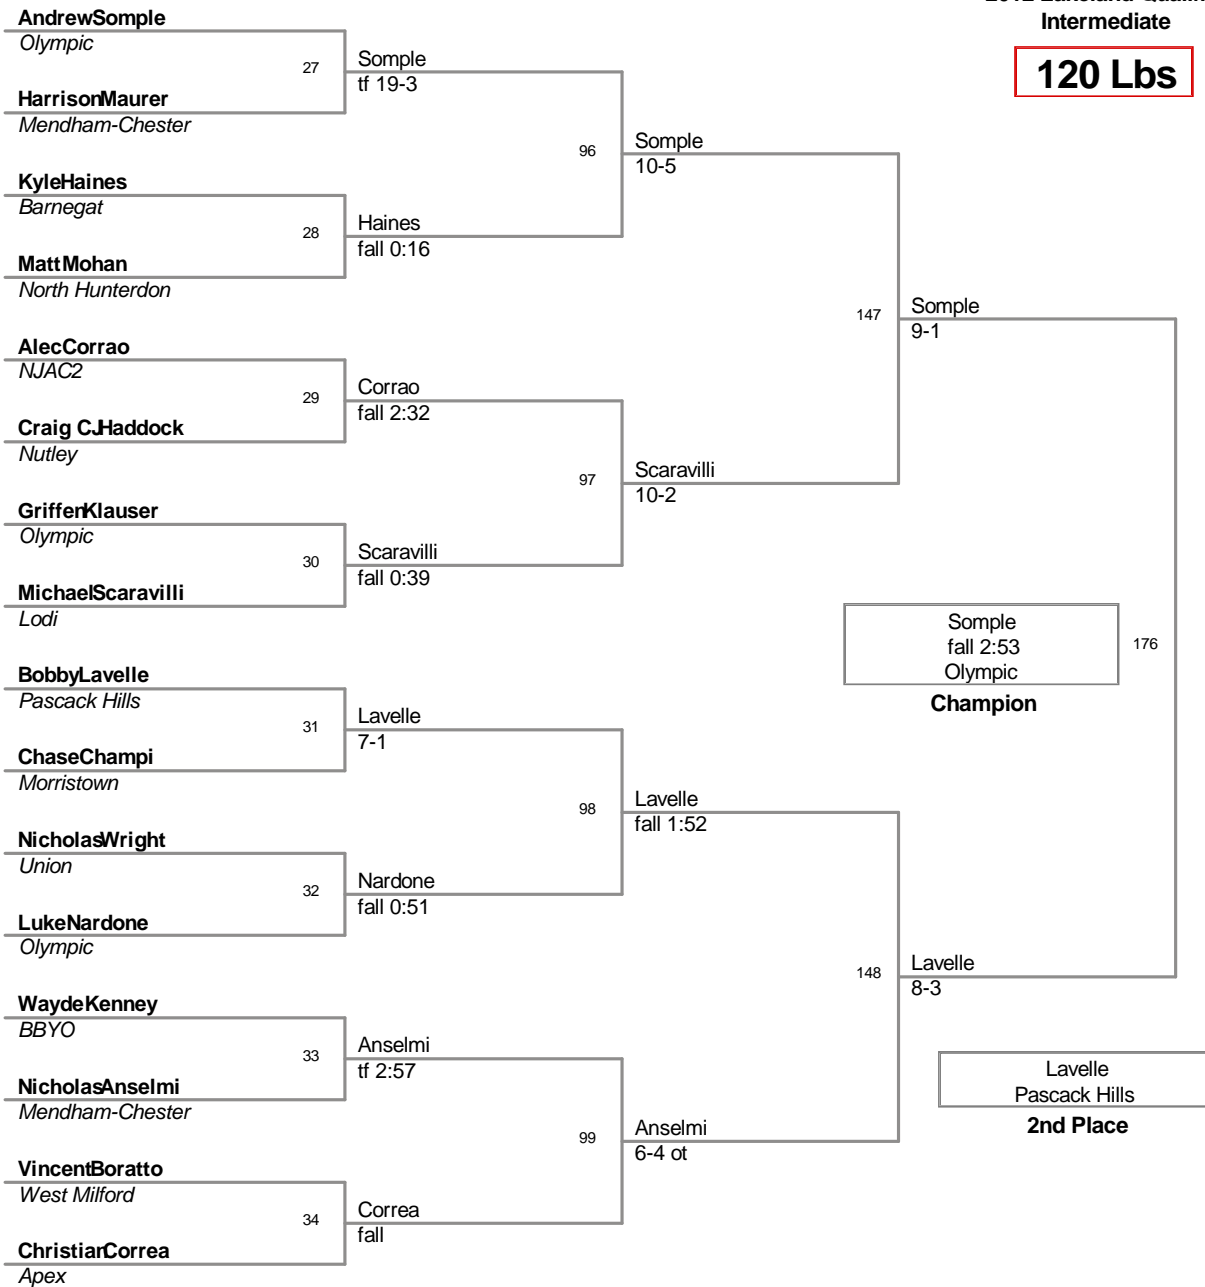 Intermediate
120 Lbs
AndrewSomple
Olympic
27
Somple
tf 19-3
HarrisonMaurer
Mendham-Chester
96
Somple
10-5
KyleHaines
Barnegat
28
Haines
fall 0:16
MattMohan
North Hunterdon
147
Somple
9-1
AlecCorrao
NJAC2
29
Corrao
fall 2:32
Craig CJHaddock
Nutley
97
Scaravilli
10-2
GriffenKlauser
Olympic
30
Scaravilli
fall 0:39
MichaelScaravilli
Lodi
Somple
fall 2:53
Olympic
176
Champion
BobbyLavelle
Pascack Hills
31
Lavelle
7-1
ChaseChampi
Morristown
98
Lavelle
fall 1:52
NicholasWright
Union
32
Nardone
fall 0:51
LukeNardone
Olympic
148
Lavelle
8-3
WaydeKenney
BBYO
33
Anselmi
tf 2:57
NicholasAnselmi
Mendham-Chester
Lavelle
Pascack Hills
2nd Place
99
Anselmi
6-4 ot
VincentBoratto
West Milford
34
Correa
fall
ChristianCorrea
Apex